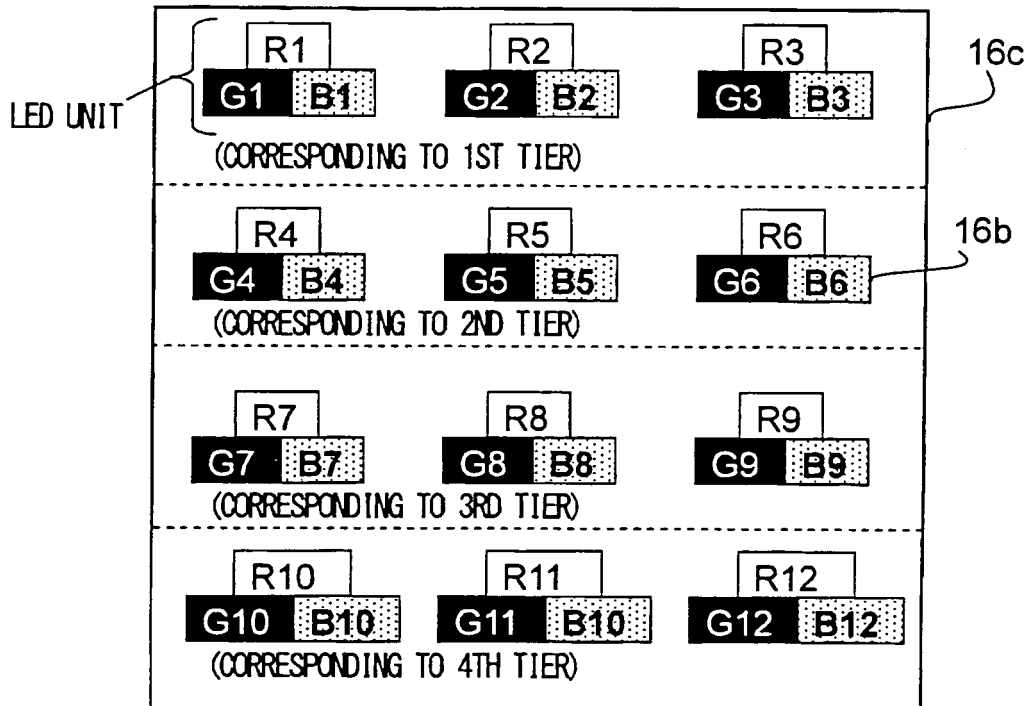 R1 R2 R3
16c
G1 B1 G2 B2 G3 B3
LED UNIT
(CORRESPONDING TO 1ST TIER)
R4 R5 R6
16b
G4 B4 G5 B5 G6 B6
(CORRESPONDING TO 2ND TIER)
R7 R8 R9
G7 B7 G8 B8 G9 B9
(CORRESPONDING TO 3RD TIER)
R10 R11 R12
G10 B10 G11 B10 G12 B12
(CORRESPONDING TO 4TH TIER)